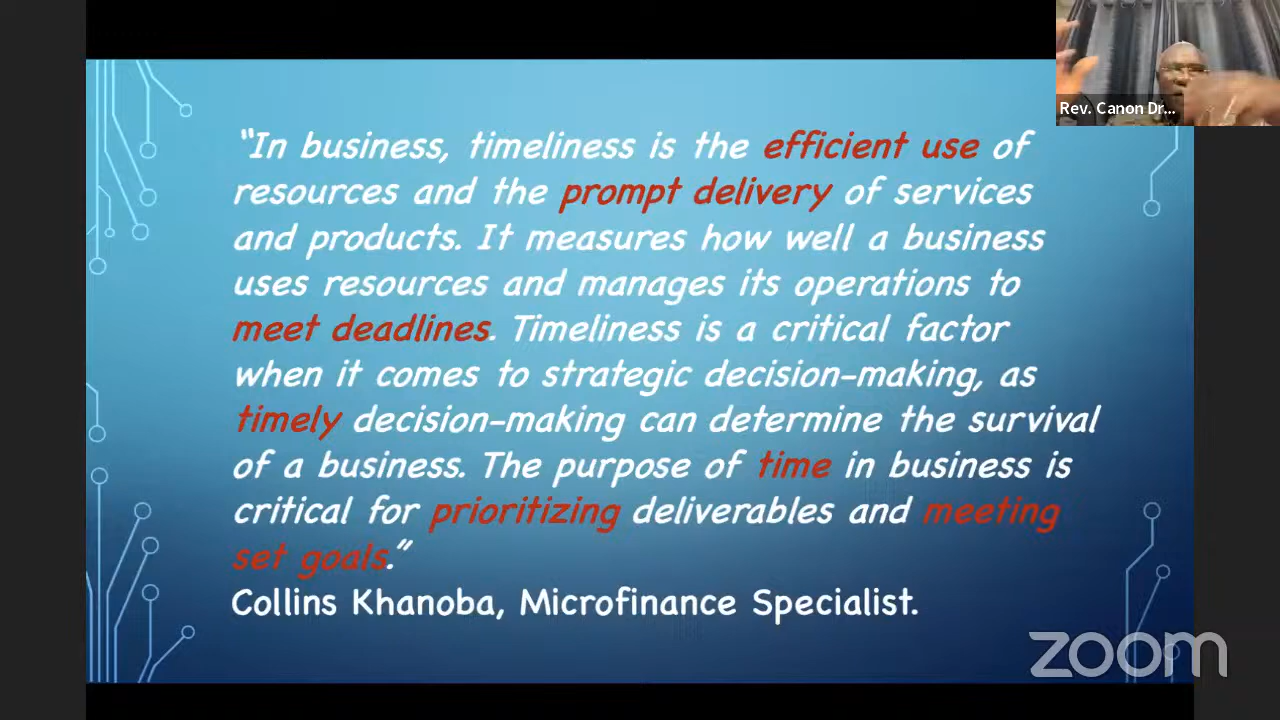 Rev. Canon Dr...
“In business, timeliness is the efficient use of
resources and the prompt delivery of services
and products. It measures how well a business
uses resources and manages its operations to
meet deadlines. Timeliness is a critical factor
when it comes to strategic decision-making, as
timely decision-making can determine the survival
of a business. The purpose of time in business is
critical for prioritizing deliverables and meeting
set goals.”
Collins Khanoba, Microfinance Specialist.
zoom